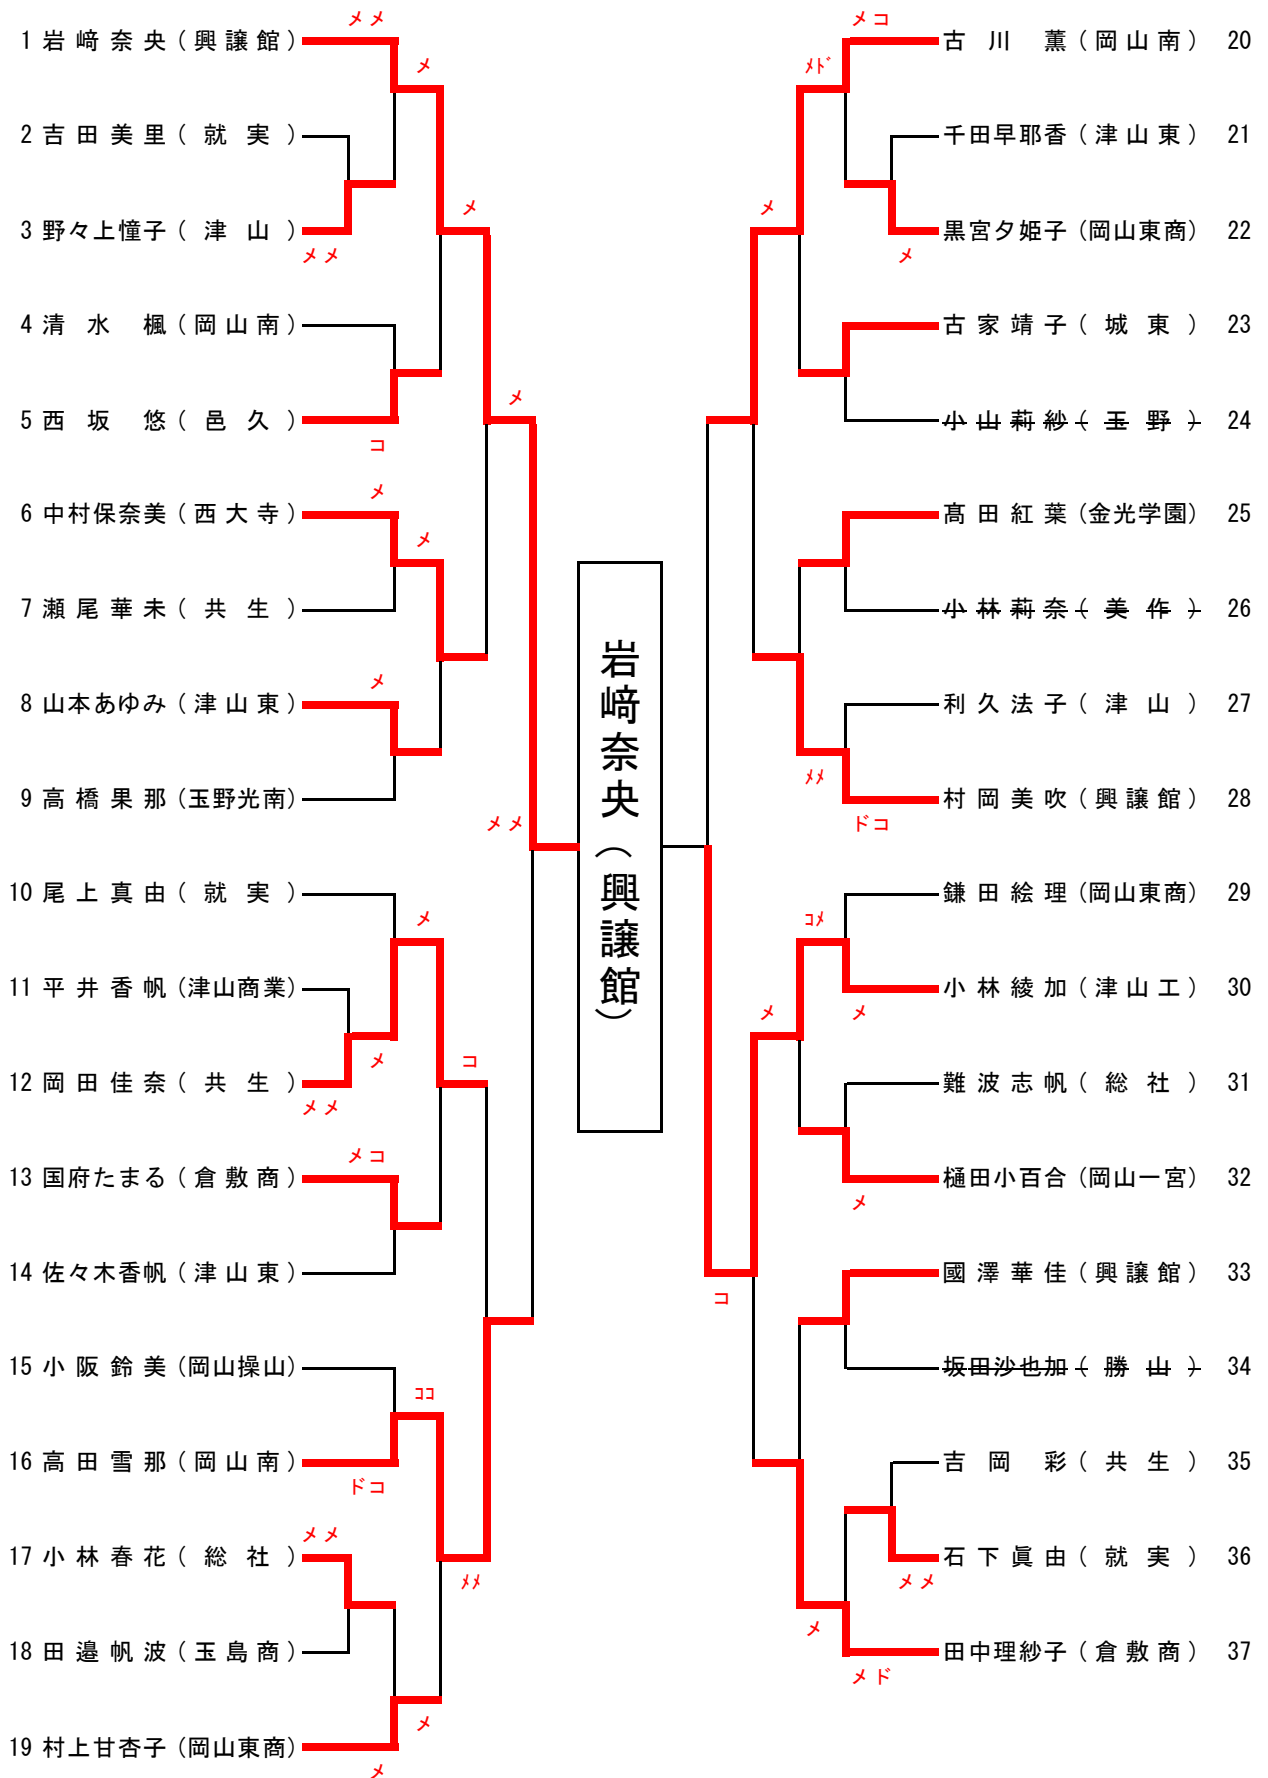 メメ
1 岩﨑奈央(興譲館)
メ
2 吉田美里(就実)
3 野々上憧子(津山)
メメ
メ
4 清水楓(岡山南)
5 西坂悠(邑久)
コ
メ
メ
6 中村保奈美(西大寺)
メ
7 瀬尾華未(共生)
メ
8 山本あゆみ(津山東)
9 高橋果那(玉野光南)
メメ
10 尾上真由(就実)
メ
11 平井香帆(津山商業)
メ
12 岡田佳奈(共生)
メメ
コ
メコ
13 国府たまる(倉敷商)
14 佐々木香帆(津山東)
15 小阪鈴美(岡山操山)
ココ
16 高田雪那(岡山南)
ドコ
メメ
17 小林春花(総社)
メメ
18 田邉帆波(玉島商)
メ
19 村上甘杏子(岡山東商)
メ
岩﨑奈央(興譲館)
メコ
古川薫(岡山南) 20
メド
千田早耶香(津山東) 21
黒宮夕姫子(岡山東商) 22
メ
メ
古家靖子(城東) 23
小山莉紗(玉野) 24
髙田紅葉(金光学園) 25
小林莉奈(美作) 26
利久法子(津山) 27
メメ
村岡美吹(興譲館) 28
ドコ
鎌田絵理(岡山東商) 29
コメ
小林綾加(津山工) 30
メ
メ
難波志帆(総社) 31
樋田小百合(岡山一宮) 32
メ
國澤華佳(興譲館) 33
コ
坂田沙也加(勝山) 34
吉岡彩(共生) 35
石下眞由(就実) 36
メメ
メ
田中理紗子(倉敷商) 37
メド